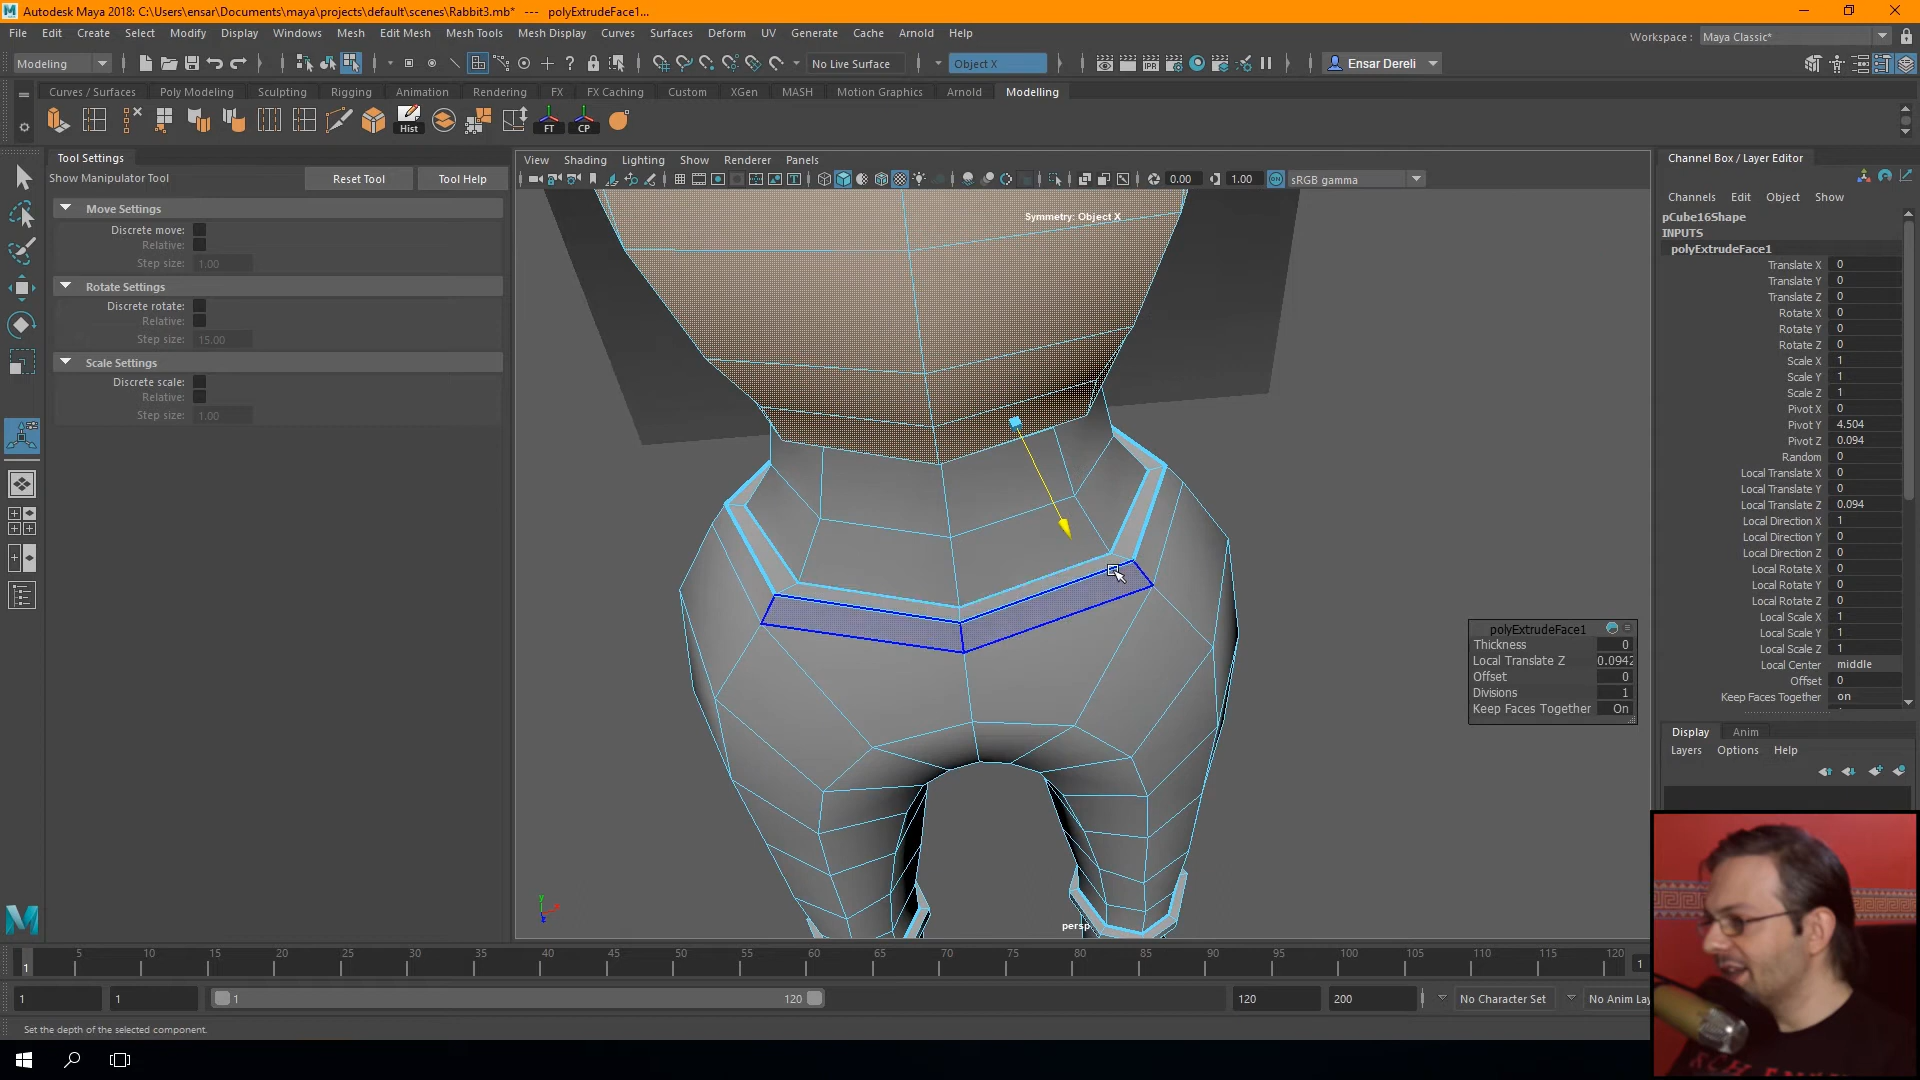 Autodesk Maya 2018: C:\Users\ensar\Documents\maya\projects\default\scenes\Rabbit3.mb* --- polyExtrudeFace1...
File Edit Create Select Modify Display Windows Mesh Edit Mesh Mesh Tools Mesh Display Curves Surfaces Deform UV Generate Cache Arnold Help
Workspace : Maya Classic*
Modeling No Live Surface Object X Ensar Dereli
Curves / Surfaces Poly Modeling Sculpting Rigging Animation Rendering FX FX Caching Custom XGen MASH Motion Graphics Arnold Modelling
Hist FT CP
Tool Settings
Show Manipulator Tool Reset Tool Tool Help
Move Settings
Discrete move:
Relative:
Step size: 1.00
Rotate Settings
Discrete rotate:
Relative:
Step size: 15.00
Scale Settings
Discrete scale:
Relative:
Step size: 1.00
View Shading Lighting Show Renderer Panels
0.00 1.00 ON sRGB gamma
Symmetry: Object X
persp
polyExtrudeFace1
Thickness 0
Local Translate Z 0.0942
Offset 0
Divisions 1
Keep Faces Together On
Channel Box / Layer Editor
Channels Edit Object Show
pCube16Shape
INPUTS
polyExtrudeFace1
Translate X 0
Translate Y 0
Translate Z 0
Rotate X 0
Rotate Y 0
Rotate Z 0
Scale X 1
Scale Y 1
Scale Z 1
Pivot X 0
Pivot Y 4.504
Pivot Z 0.094
Random 0
Local Translate X 0
Local Translate Y 0
Local Translate Z 0.094
Local Direction X 1
Local Direction Y 0
Local Direction Z 0
Local Rotate X 0
Local Rotate Y 0
Local Rotate Z 0
Local Scale X 1
Local Scale Y 1
Local Scale Z 1
Local Center middle
Offset 0
Keep Faces Together on
Display Anim
Layers Options Help
1 5 10 15 20 25 30 35 40 45 50 55 60 65 70 75 80 85 90 95 100 105 110 115 120 1
1 1 1 120 120 200 No Character Set No Anim Lay
Set the depth of the selected component.